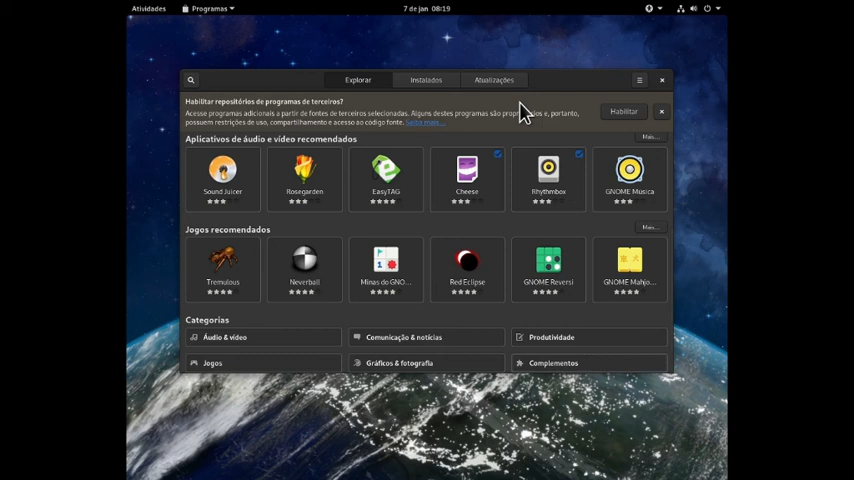 Atividades
Programas
7 de jan 08:19
Explorar
Instalados
Atualizações
Habilitar repositórios de programas de terceiros?
Acesse programas adicionais a partir de fontes de terceiros selecionadas. Alguns destes programas são e, portanto,
possuem restrições de uso, compartilhamento e acesso ao código fonte. Saiba mais...
Habilitar
Aplicativos de áudio e vídeo recomendados
Mais...
Sound Juicer
Rosegarden
EasyTAG
Cheese
Rhythmbox
GNOME Música
Jogos recomendados
Mais...
Tremulous
Neverball
Minas do GNO...
Red Eclipse
GNOME Reversi
GNOME Mahjo...
Categorias
Áudio & vídeo
Comunicação & notícias
Produtividade
Jogos
Gráficos & fotografia
Complementos